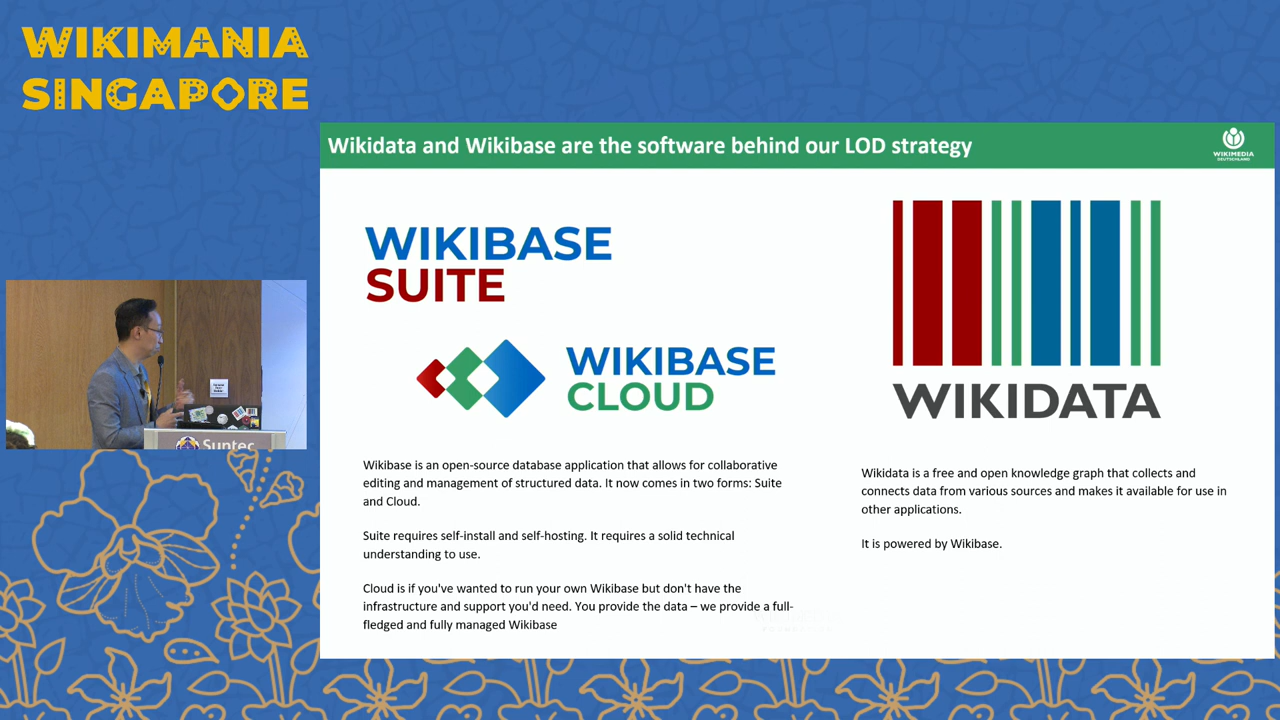 WIKIMANIA
SINGAPORE
Wikidata and Wikibase are the software behind our LOD strategy
WIKIMEDIA
DEUTSCHLAND
WIKIBASE
SUITE
WIKIBASE
CLOUD
WIKIDATA
Wikibase is an open-source database application that allows for collaborative
editing and management of structured data. It now comes in two forms: Suite
and Cloud.
Suite requires self-install and self-hosting. It requires a solid technical
understanding to use.
Cloud is if you've wanted to run your own Wikibase but don't have the
infrastructure and support you'd need. You provide the data – we provide a full-
fledged and fully managed Wikibase
Wikidata is a free and open knowledge graph that collects and
connects data from various sources and makes it available for use in
other applications.
It is powered by Wikibase.
Suntec